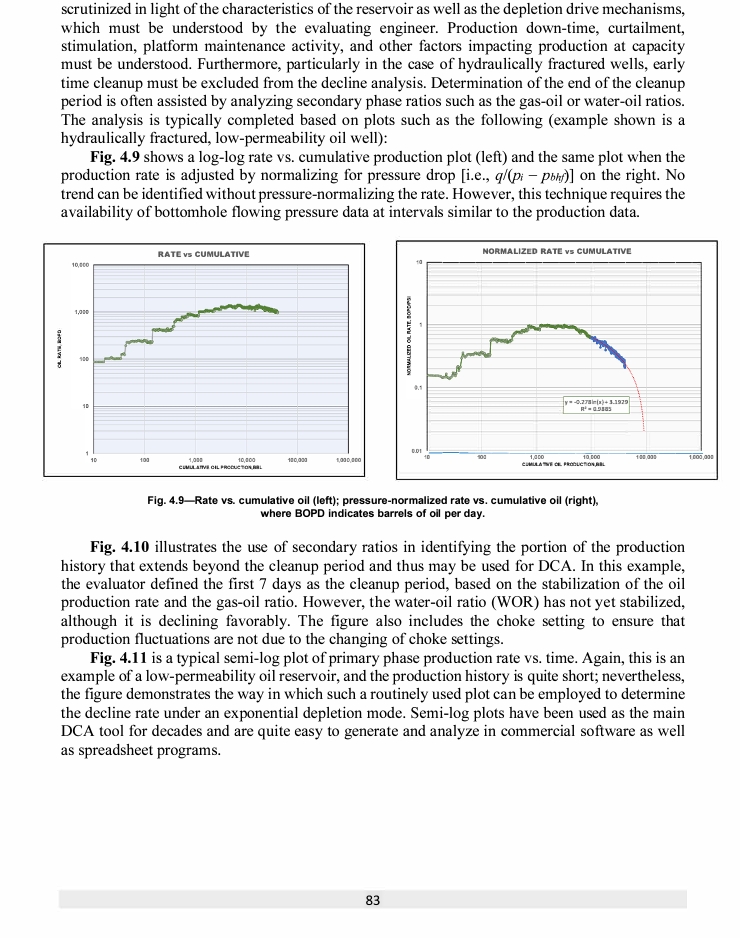 scrutinized in light of the characteristics of the reservoir as well as the depletion drive mechanisms,
which must be understood by the evaluating engineer. Production down-time, curtailment,
stimulation, platform maintenance activity, and other factors impacting production at capacity
must be understood. Furthermore, particularly in the case of hydraulically fractured wells, early
time cleanup must be excluded from the decline analysis. Determination of the end of the cleanup
period is often assisted by analyzing secondary phase ratios such as the gas-oil or water-oil ratios.
The analysis is typically completed based on plots such as the following (example shown is a
hydraulically fractured, low-permeability oil well):
Fig. 4.9 shows a log-log rate vs. cumulative production plot (left) and the same plot when the
production rate is adjusted by normalizing for pressure drop [i.e., q/(pi − pbhf)] on the right. No
trend can be identified without pressure-normalizing the rate. However, this technique requires the
availability of bottomhole flowing pressure data at intervals similar to the production data.
RATE vs CUMULATIVE
10,000
1,000
100
10
1
OIL RATE, BOPD
10 100 1,000 10,000 100,000 1,000,000
CUMULATIVE OIL PRODUCTION,BBL
NORMALIZED RATE vs CUMULATIVE
10
1
0.1
0.01
NORMALIZED OIL RATE, BOPD/PSI
y = -0.278ln(x) + 3.1929
R² = 0.9885
10 100 1,000 10,000 100,000 1,000,000
CUMULATIVE OIL PRODUCTION,BBL
Fig. 4.9—Rate vs. cumulative oil (left); pressure-normalized rate vs. cumulative oil (right),
where BOPD indicates barrels of oil per day.
Fig. 4.10 illustrates the use of secondary ratios in identifying the portion of the production
history that extends beyond the cleanup period and thus may be used for DCA. In this example,
the evaluator defined the first 7 days as the cleanup period, based on the stabilization of the oil
production rate and the gas-oil ratio. However, the water-oil ratio (WOR) has not yet stabilized,
although it is declining favorably. The figure also includes the choke setting to ensure that
production fluctuations are not due to the changing of choke settings.
Fig. 4.11 is a typical semi-log plot of primary phase production rate vs. time. Again, this is an
example of a low-permeability oil reservoir, and the production history is quite short; nevertheless,
the figure demonstrates the way in which such a routinely used plot can be employed to determine
the decline rate under an exponential depletion mode. Semi-log plots have been used as the main
DCA tool for decades and are quite easy to generate and analyze in commercial software as well
as spreadsheet programs.
83